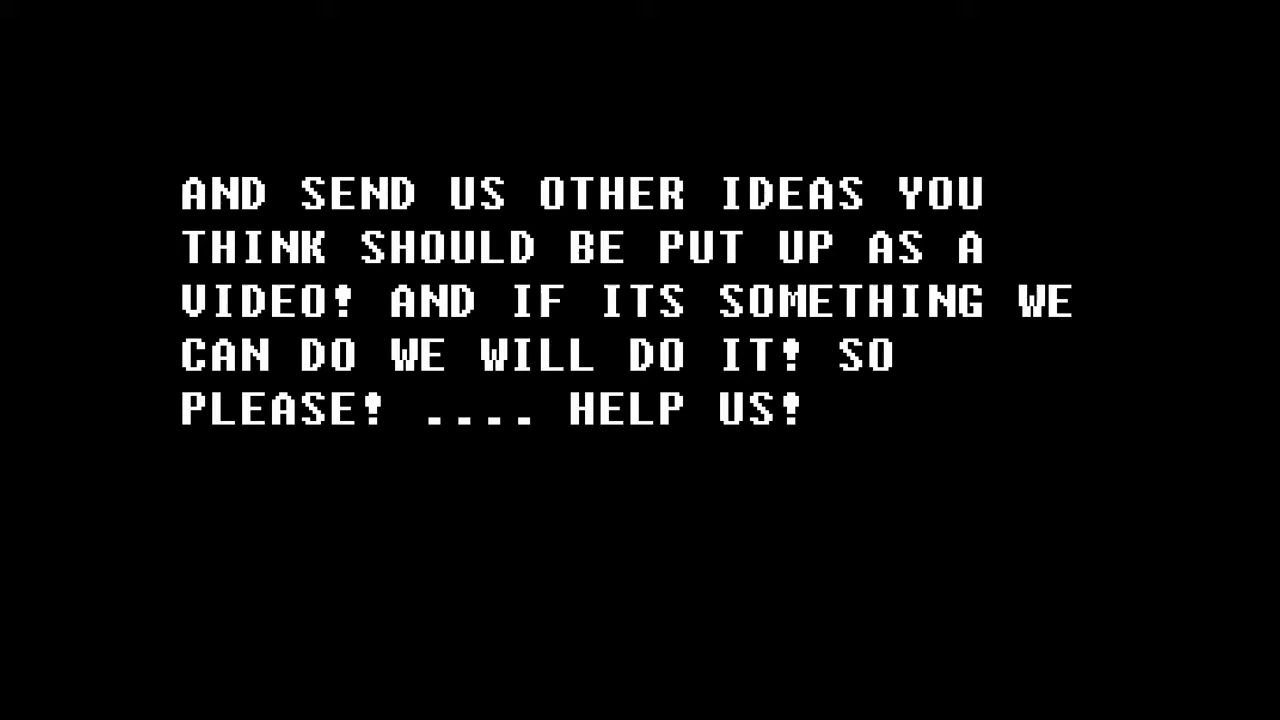 AND SEND US OTHER IDEAS YOU
THINK SHOULD BE PUT UP AS A
VIDEO! AND IF ITS SOMETHING WE
CAN DO WE WILL DO IT! SO
PLEASE! .... HELP US!